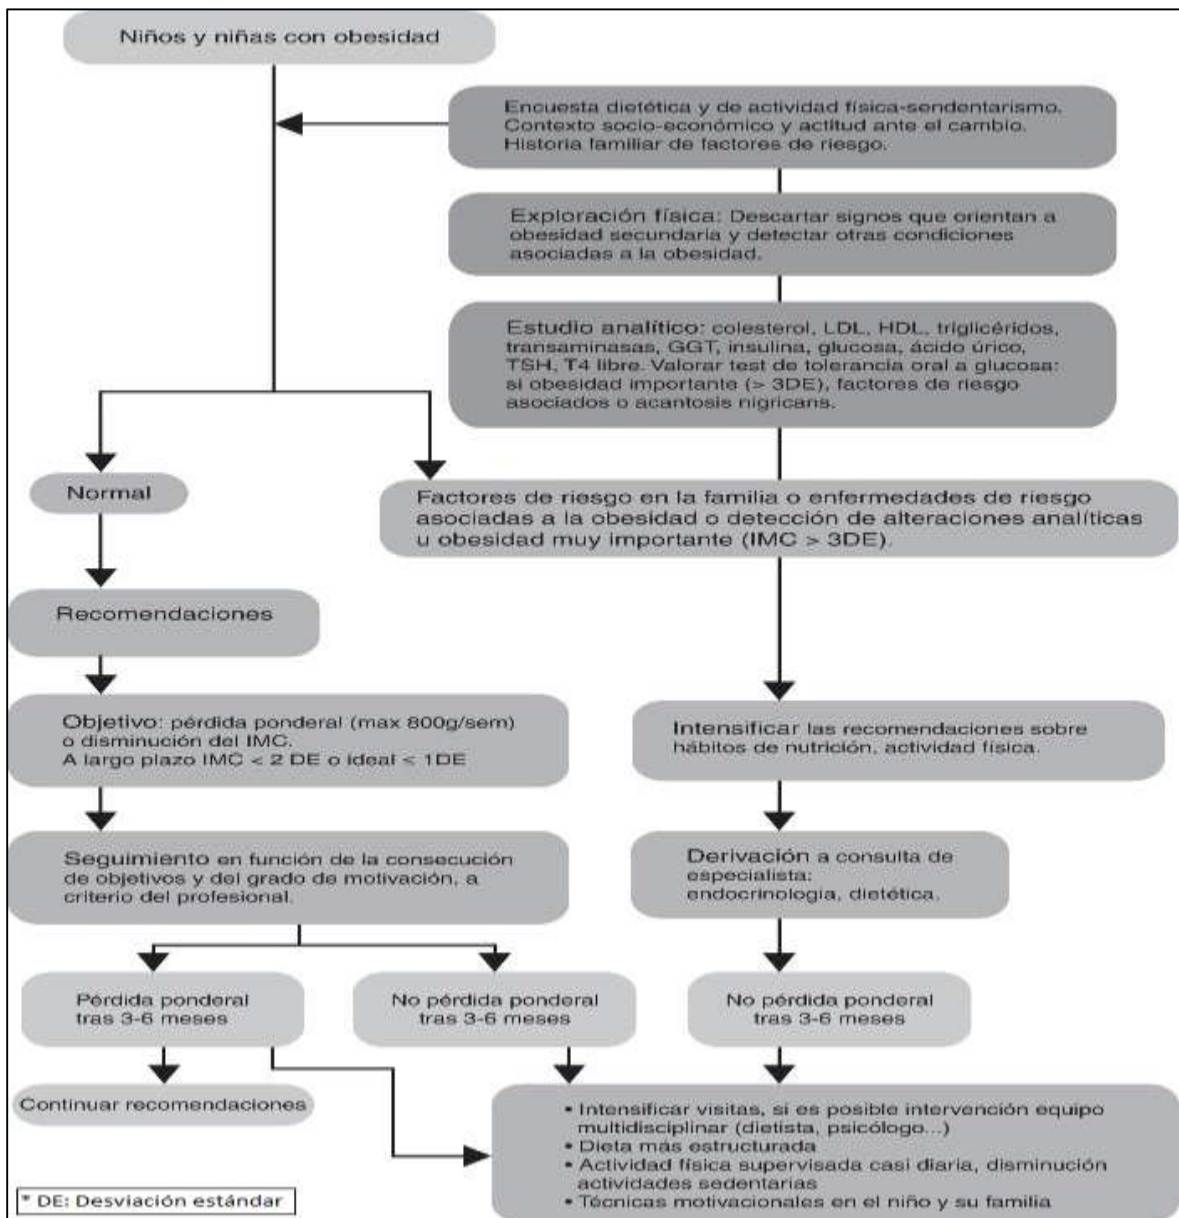 Niños y niñas con obesidad
Encuesta dietética y de actividad física-sendentarismo.
Contexto socio-económico y actitud ante el cambio.
Historia familiar de factores de riesgo.
Exploración física: Descartar signos que orientan a
obesidad secundaria y detectar otras condiciones
asociadas a la obesidad.
Estudio analítico: colesterol, LDL, HDL, triglicéridos,
transaminasas, GGT, insulina, glucosa, ácido úrico,
TSH, T4 libre. Valorar test de tolerancia oral a glucosa:
si obesidad importante (> 3DE), factores de riesgo
asociados o acantosis nigricans.
Normal
Factores de riesgo en la familia o enfermedades de riesgo
asociadas a la obesidad o detección de alteraciones analíticas
u obesidad muy importante (IMC > 3DE).
Recomendaciones
Objetivo: pérdida ponderal (max 800g/sem)
o disminución del IMC.
A largo plazo IMC < 2 DE o ideal < 1DE
Intensificar las recomendaciones sobre
hábitos de nutrición, actividad física.
Seguimiento en función de la consecución
de objetivos y del grado de motivación, a
criterio del profesional.
Derivación a consulta de
especialista:
endocrinología, dietética.
Pérdida ponderal
tras 3-6 meses
No pérdida ponderal
tras 3-6 meses
No pérdida ponderal
tras 3-6 meses
Continuar recomendaciones
• Intensificar visitas, si es posible intervención equipo
multidisciplinar (dietista, psicólogo...)
• Dieta más estructurada
• Actividad física supervisada casi diaria, disminución
actividades sedentarias
• Técnicas motivacionales en el niño y su familia
* DE: Desviación estándar